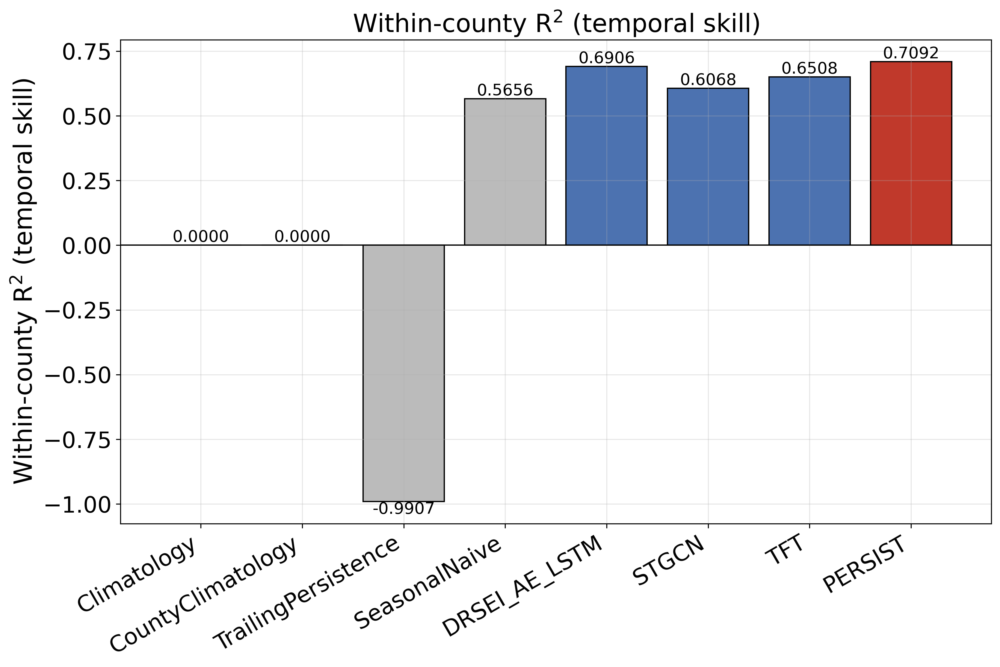 Within-county R² (temporal skill)
Within-county R² (temporal skill)
0.75
0.50
0.25
0.00
−0.25
−0.50
−0.75
−1.00
0.0000
0.0000
-0.9907
0.5656
0.6906
0.6068
0.6508
0.7092
Climatology
CountyClimatology
TrailingPersistence
SeasonalNaive
DRSEI_AE_LSTM
STGCN
TFT
PERSIST